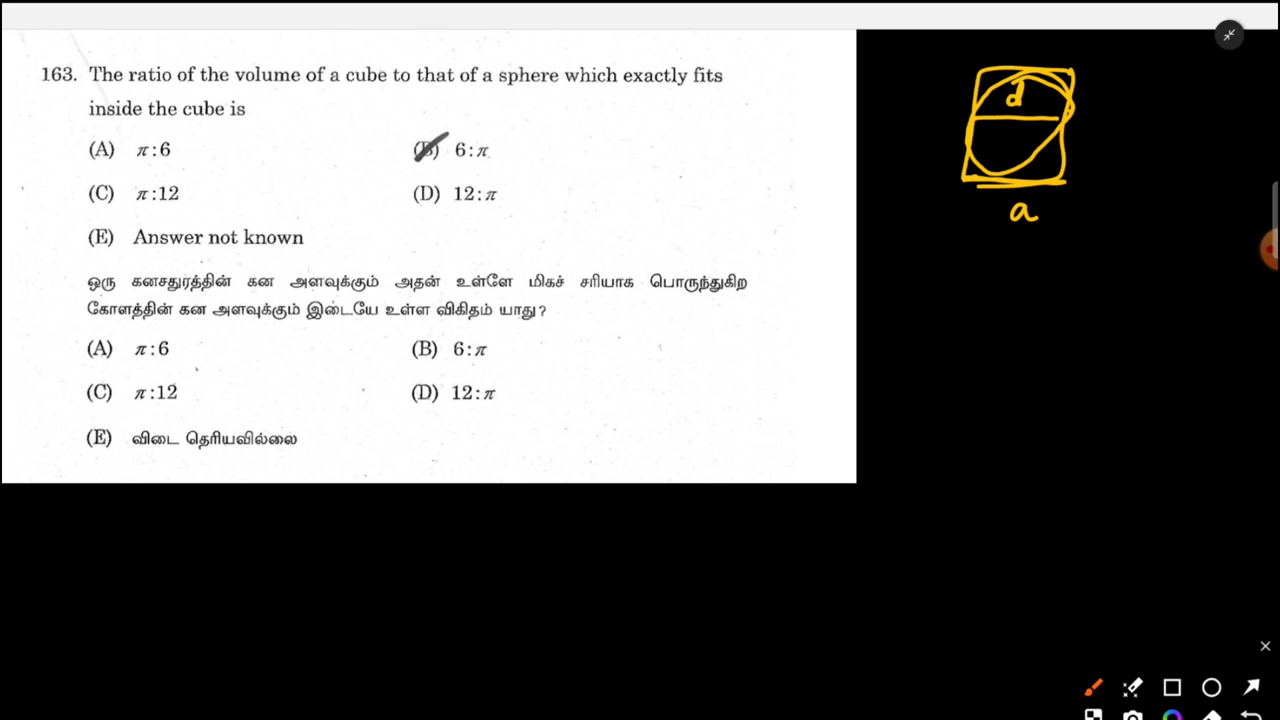 163. The ratio of the volume of a cube to that of a sphere which exactly fits
inside the cube is
(A) π:6 (B) 6:π
(C) π:12 (D) 12:π
(E) Answer not known
ஒரு கனசதுரத்தின் கன அளவுக்கும் அதன் உள்ளே மிகச் சரியாக பொருந்துகிற
கோளத்தின் கன அளவுக்கும் இடையே உள்ள விகிதம் யாது?
(A) π:6 (B) 6:π
(C) π:12 (D) 12:π
(E) விடை தெரியவில்லை
d
a